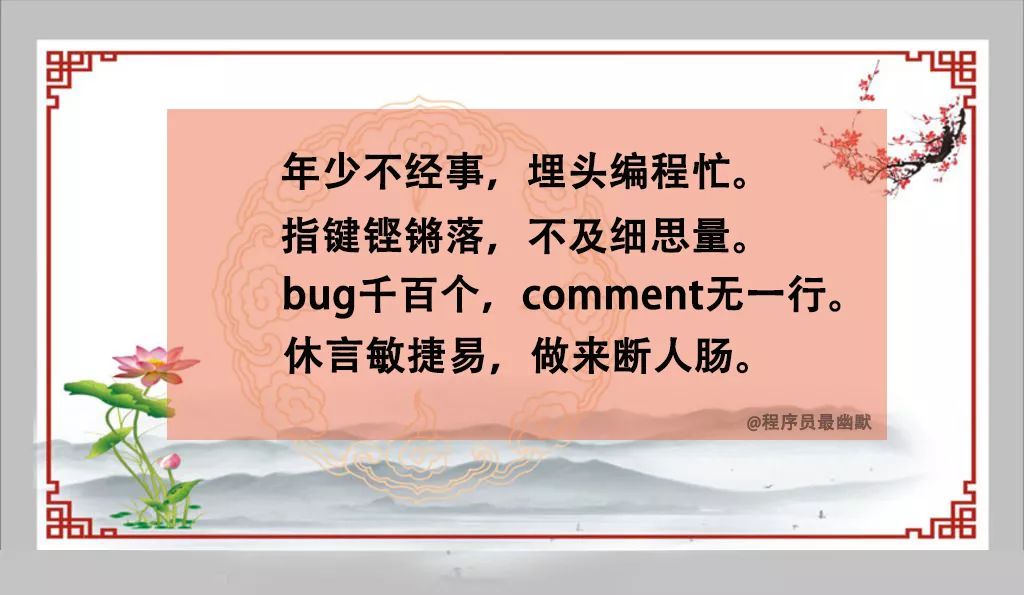 年少不经事，埋头编程忙。
指键铿锵落，不及细思量。
bug千百个，comment无一行。
休言敏捷易，做来断人肠。
@程序员最幽默